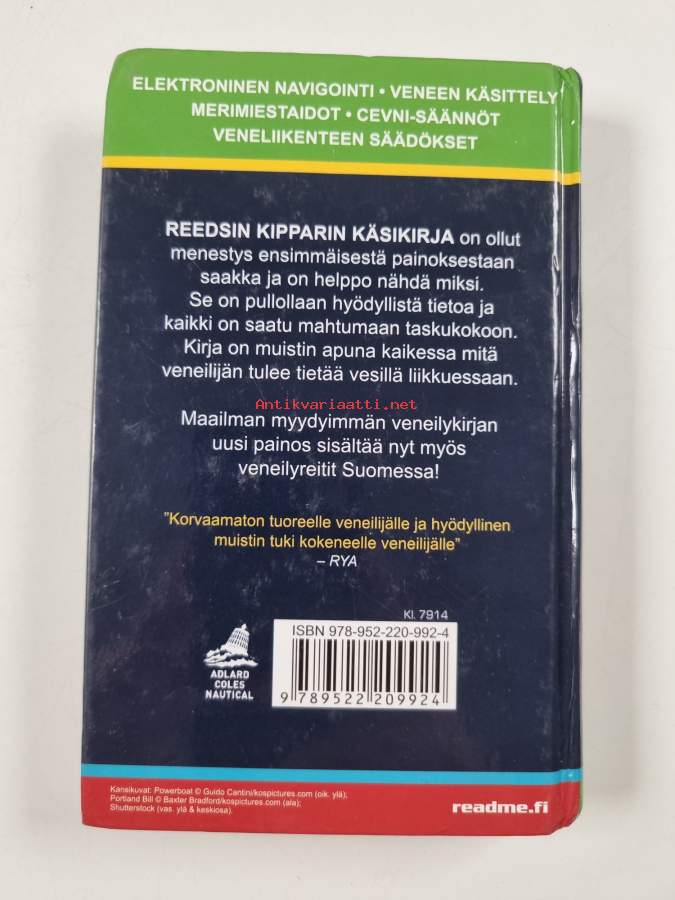 ELEKTRONINEN NAVIGOINTI • VENEEN KÄSITTELY
MERIMIESTAIDOT • CEVNI-SÄÄNNÖT
VENELIIKENTEEN SÄÄDÖKSET
REEDSIN KIPPARIN KÄSIKIRJA on ollut
menestys ensimmäisestä painoksestaan
saakka ja on helppo nähdä miksi.
Se on pullollaan hyödyllistä tietoa ja
kaikki on saatu mahtumaan taskukokoon.
Kirja on muistin apuna kaikessa mitä
veneilijän tulee tietää vesillä liikkuessaan.
Antikvariaatti.net
Maailman myydyimmän veneilykirjan
uusi painos sisältää nyt myös
veneilyreitit Suomessa!
”Korvaamaton tuoreelle veneilijälle ja hyödyllinen
muistin tuki kokeneelle veneilijälle”
– RYA
Kl. 7914
ISBN 978-952-220-992-4
9 789522 209924
ADLARD
COLES
NAUTICAL
Kansikuvat: Powerboat © Guido Cantini/kospictures.com (oik. ylä);
Portland Bill © Baxter Bradford/kospictures.com (ala);
Shutterstock (vas. ylä & keskiosa).
readme.fi